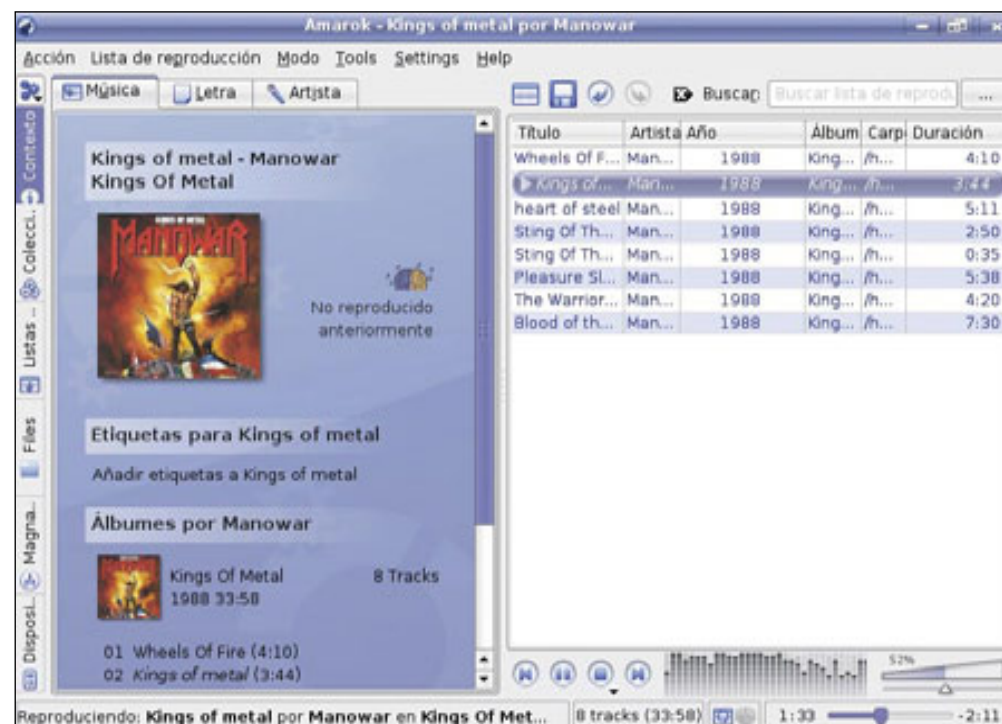 Amarok - Kings of metal por Manowar
Acción Lista de reproducción Modo Tools Settings Help
Música Letra Artista
Buscar: Buscar lista de reprodu ...
Contexto
Colecci..
Listas ..
Files
Magna..
Disposi..
Kings of metal - Manowar
Kings Of Metal
MANOWAR
No reproducido
anteriormente
Etiquetas para Kings of metal
Añadir etiquetas a Kings of metal
Álbumes por Manowar
Kings Of Metal 8 Tracks
1988 33:58
01 Wheels Of Fire (4:10)
02 Kings of metal (3:44)
Título Artista Año Álbum Carp Duración
Wheels Of F... Man... 1988 King... /h... 4:10
Kings of... Man... 1988 King... /h... 3:44
heart of steel Man... 1988 King... /h... 5:11
Sting Of Th... Man... 1988 King... /h... 2:50
Sting Of Th... Man... 1988 King... /h... 0:35
Pleasure Sl... Man... 1988 King... /h... 5:38
The Warrior... Man... 1988 King... /h... 4:20
Blood of th... Man... 1988 King... /h... 7:30
52%
Reproduciendo: Kings of metal por Manowar en Kings Of Met... 8 tracks (33:58) 1:33 -2:11